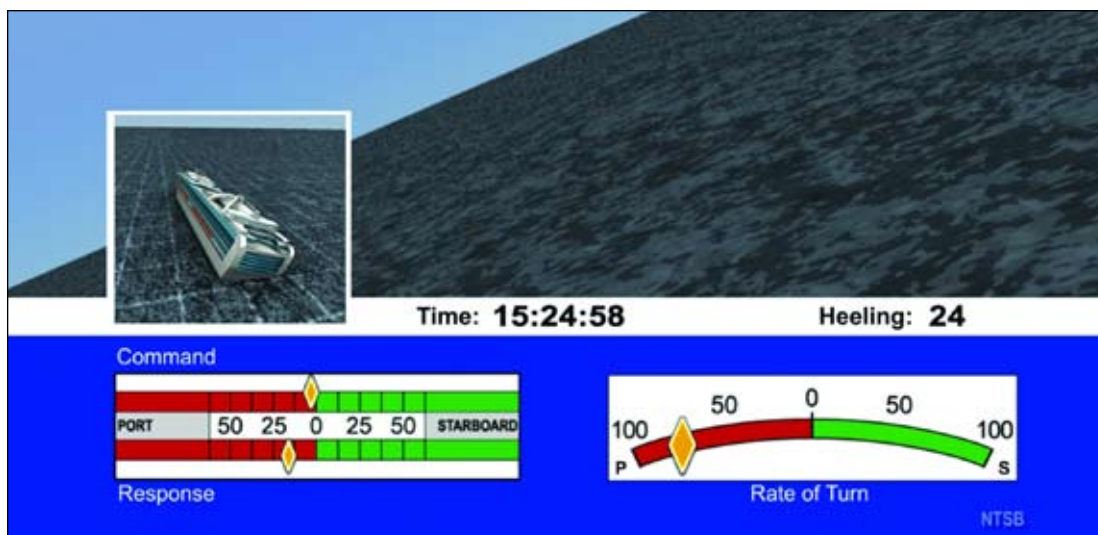 Time: 15:24:58 Heeling: 24
Command
PORT 50 25 0 25 50 STARBOARD
Response
100 50 0 50 100
P S
Rate of Turn
NTSB